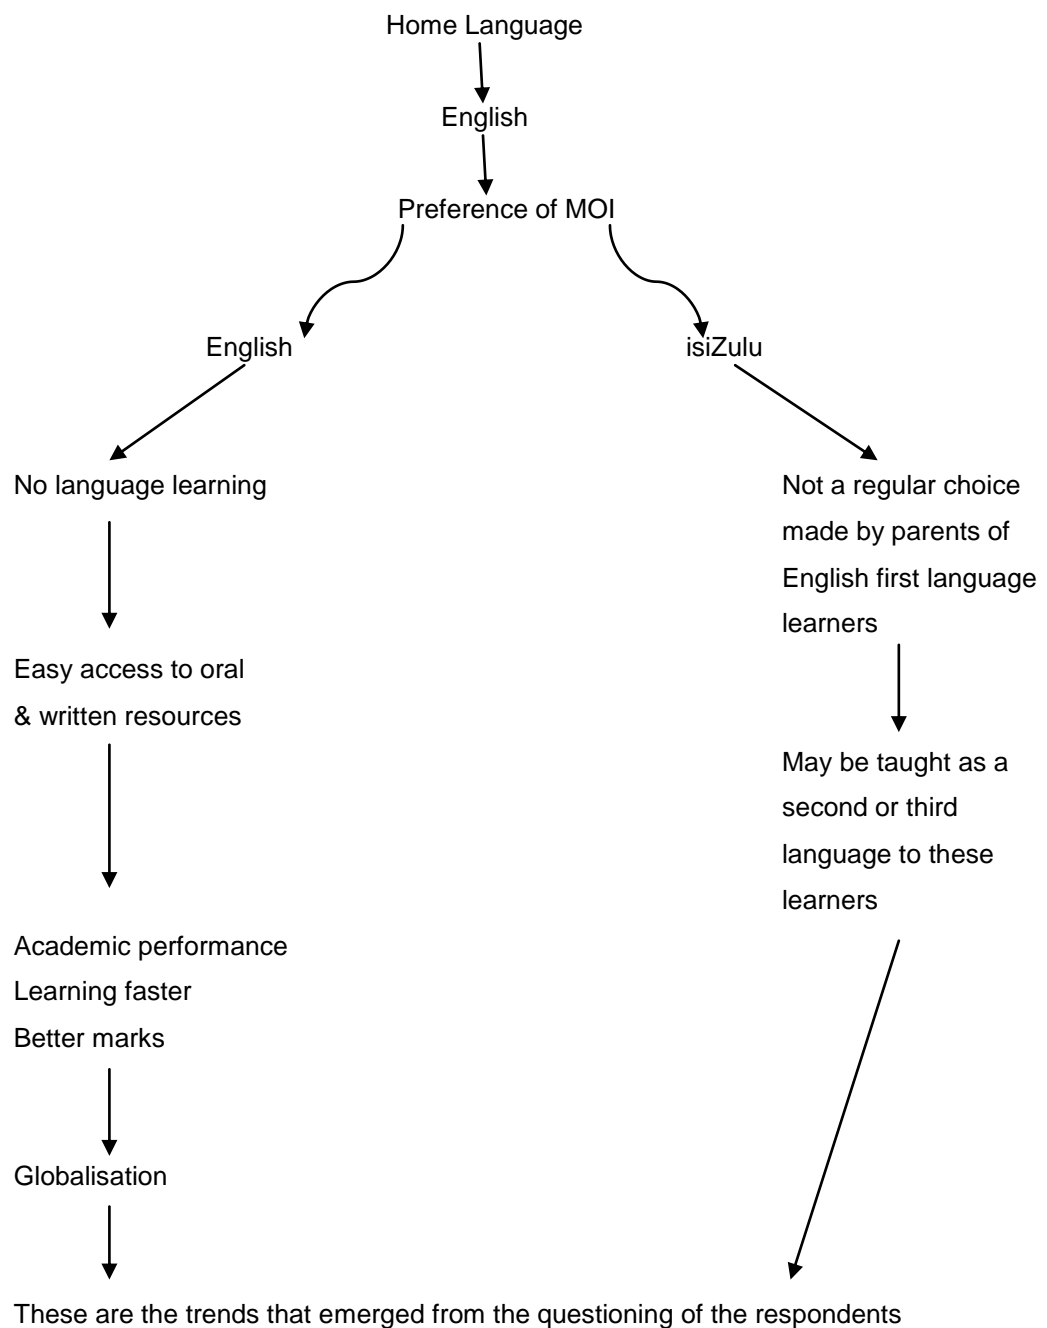 Home Language
English
Preference of MOI
English
isiZulu
No language learning
Easy access to oral
& written resources
Academic performance
Learning faster
Better marks
Globalisation
Not a regular choice
made by parents of
English first language
learners
May be taught as a
second or third
language to these
learners
These are the trends that emerged from the questioning of the respondents